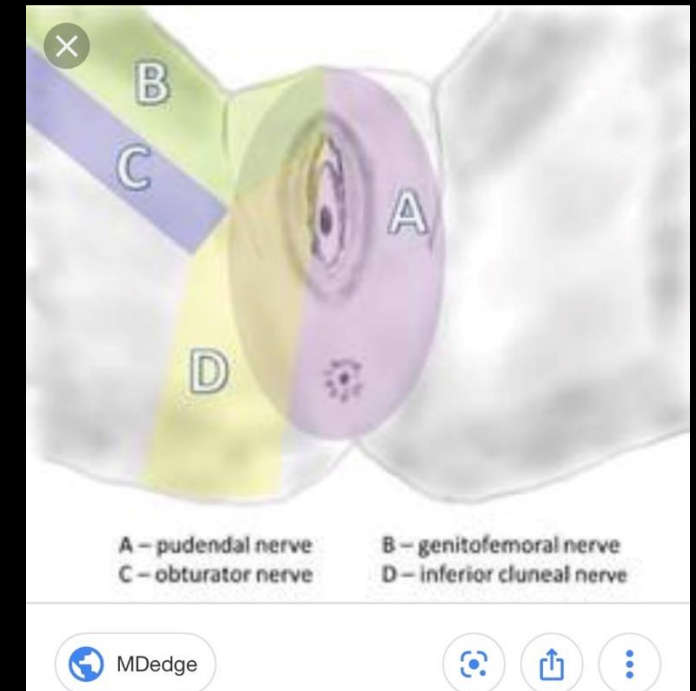 B
C
A
D
A – pudendal nerve
B – genitofemoral nerve
C – obturator nerve
D – inferior cluneal nerve
MDedge